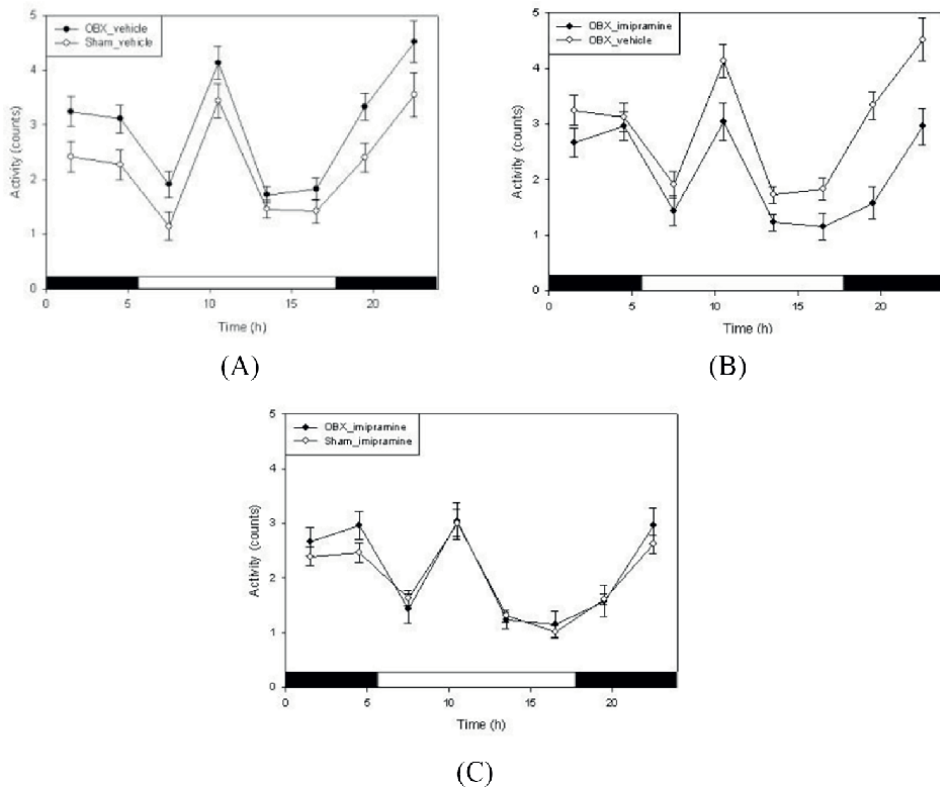 5
OBX_vehicle
Sham_vehicle
4
3
2
1
0
Activity (counts)
0 5 10 15 20
Time (h)
(A)
5
OBX_imipramine
OBX_vehicle
4
3
2
1
0
Activity (counts)
0 5 10 15 20
Time (h)
(B)
5
OBX_imipramine
Sham_imipramine
4
3
2
1
0
Activity (counts)
0 5 10 15 20
Time (h)
(C)